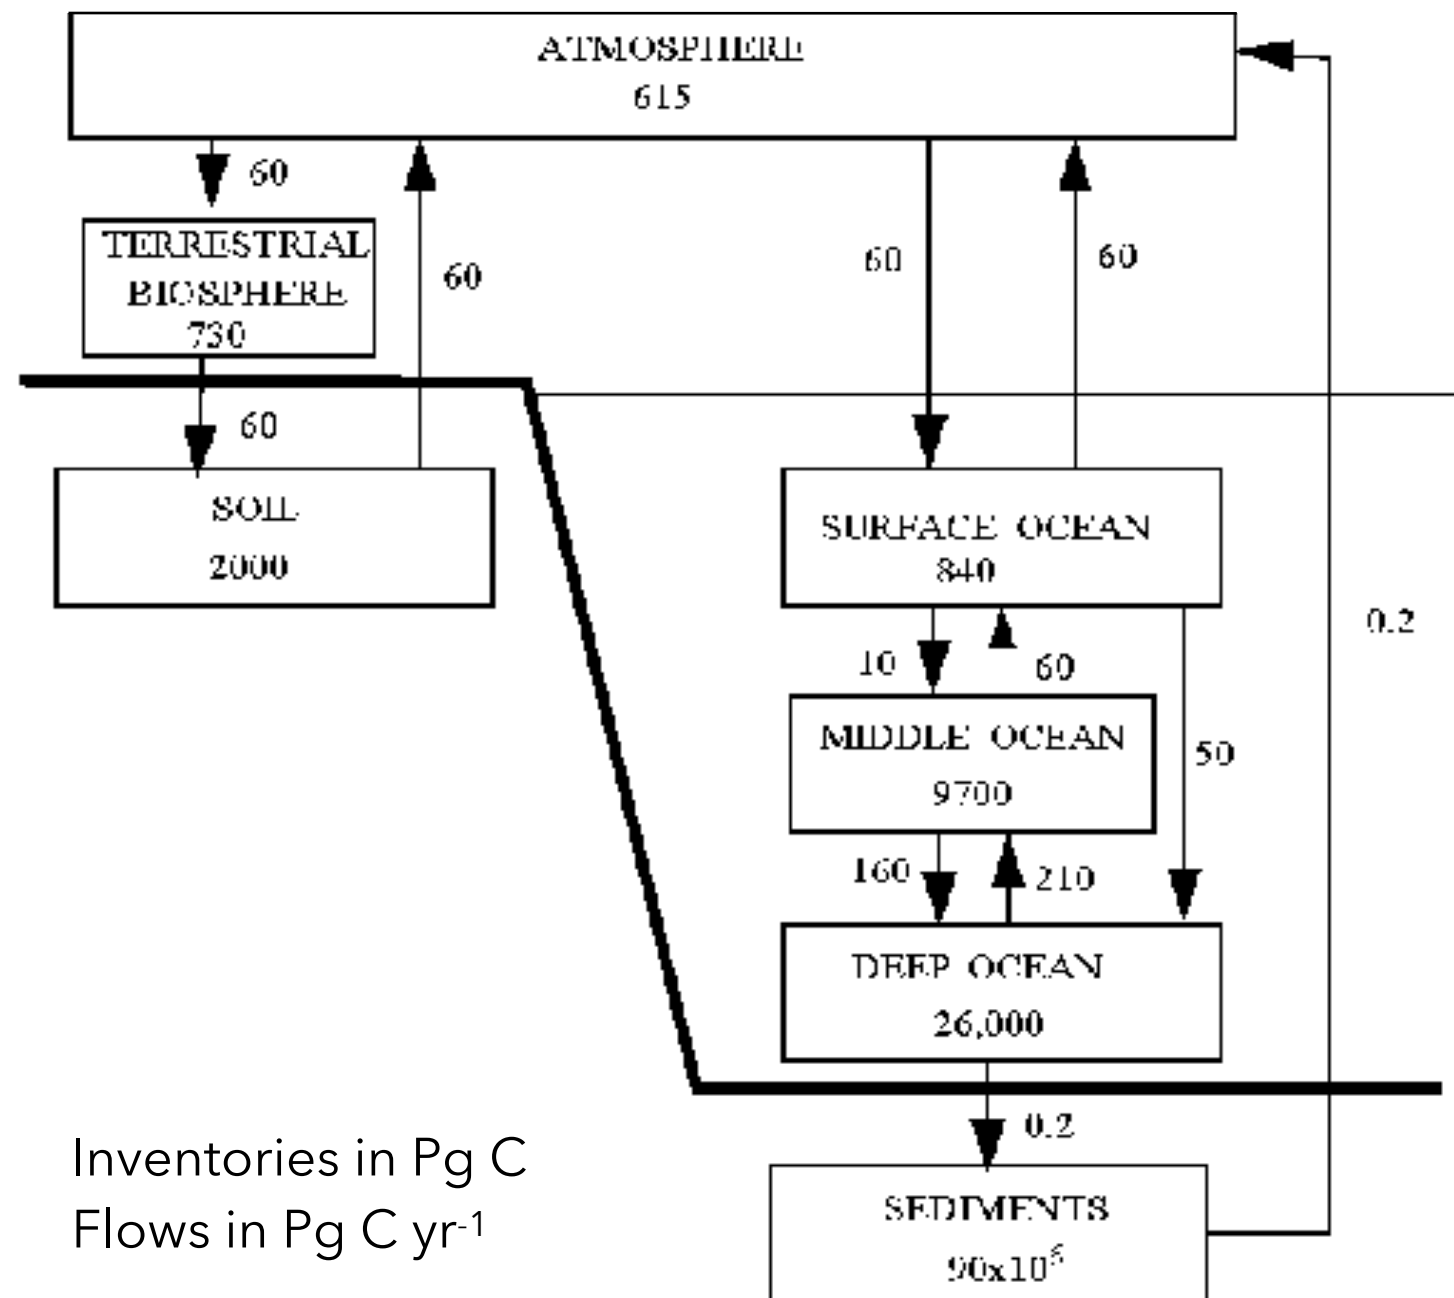 ATMOSPHERE
615
60
60
60
60
TERRESTRIAL
BIOSPHERE
730
60
SOIL
2000
SURFACE OCEAN
840
0.2
10
60
MIDDLE OCEAN
9700
50
160
210
DEEP OCEAN
26,000
0.2
Inventories in Pg C
Flows in Pg C yr-1
SEDIMENTS